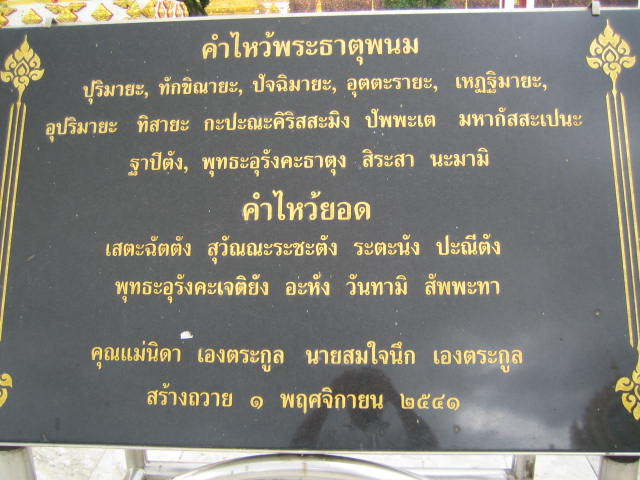 คำไหว้พระธาตุพนม
ปุริมายะ, ทักขิณายะ, ปัจฉิมายะ, อุตตะรายะ, เหฏฐิมายะ,
อุปริมายะ ทิสายะ กะปะณะคิริสสะมิง ปัพพะเต มหากัสสะเปนะ
ฐาปิตัง, พุทธะอุรังคะธาตุง สิระสา นะมามิ
คำไหว้ยอด
เสตะฉัตตัง สุวัณณะระชะตัง ระตะนัง ปะณีตัง
พุทธะอุรังคะเจติยัง อะหัง วันทามิ สัพพะทา
คุณแม่นิดา เองตระกูล นายสมใจนึก เองตระกูล
สร้างถวาย ๑ พฤศจิกายน ๒๕๔๑